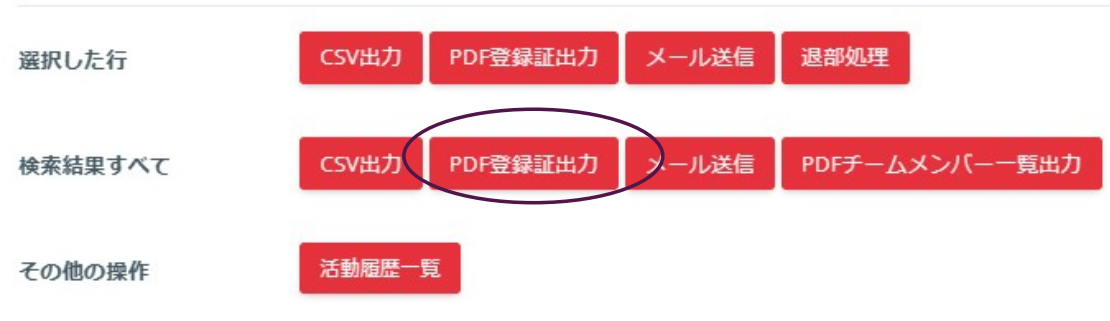 選択した行 CSV出力 PDF登録証出力 メール送信 退部処理
検索結果すべて CSV出力 PDF登録証出力 メール送信 PDFチームメンバー一覧出力
その他の操作 活動履歴一覧